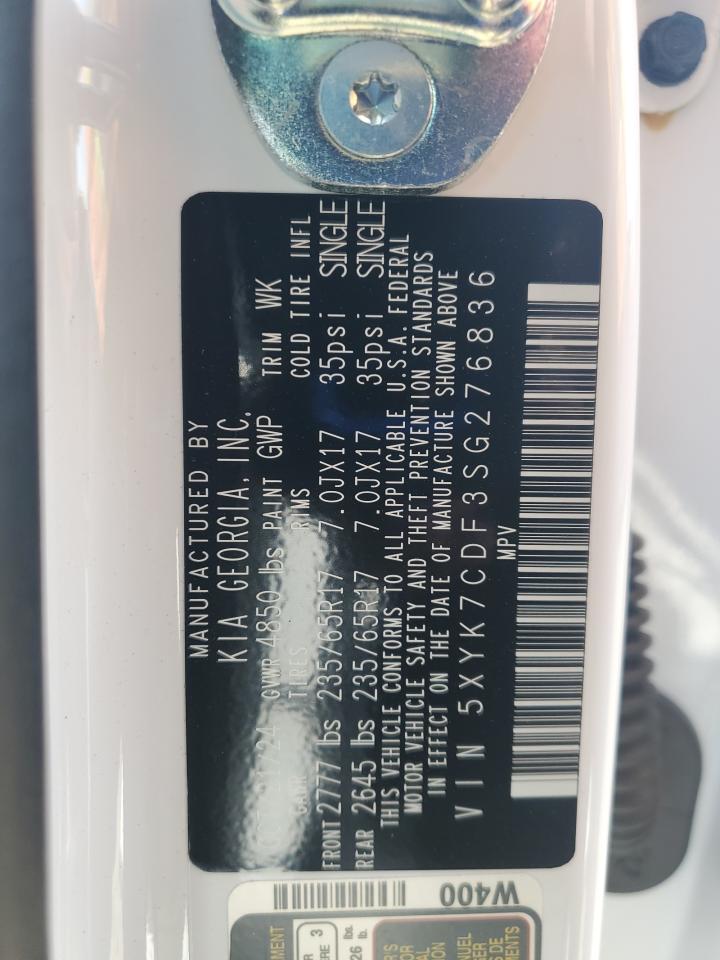 MANUFACTURED BY
KIA GEORGIA, INC.
/24 GVWR 4850 lbs PAINT GWP TRIM WK
GAWR TIRES RIMS COLD TIRE INFL
FRONT 2777 lbs 235/65R17 7.0JX17 35psi SINGLE
REAR 2645 lbs 235/65R17 7.0JX17 35psi SINGLE
THIS VEHICLE CONFORMS TO ALL APPLICABLE U.S.A. FEDERAL
MOTOR VEHICLE SAFETY AND THEFT PREVENTION STANDARDS
IN EFFECT ON THE DATE OF MANUFACTURE SHOWN ABOVE
VIN 5XYK7CDF3SG276836
MPV
W400